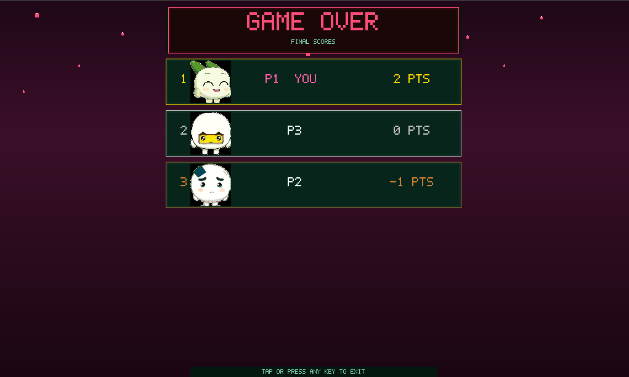 GAME OVER
FINAL SCORES
1 P1 YOU 2 PTS
2 P3 0 PTS
3 P2 -1 PTS
TAP OR PRESS ANY KEY TO EXIT